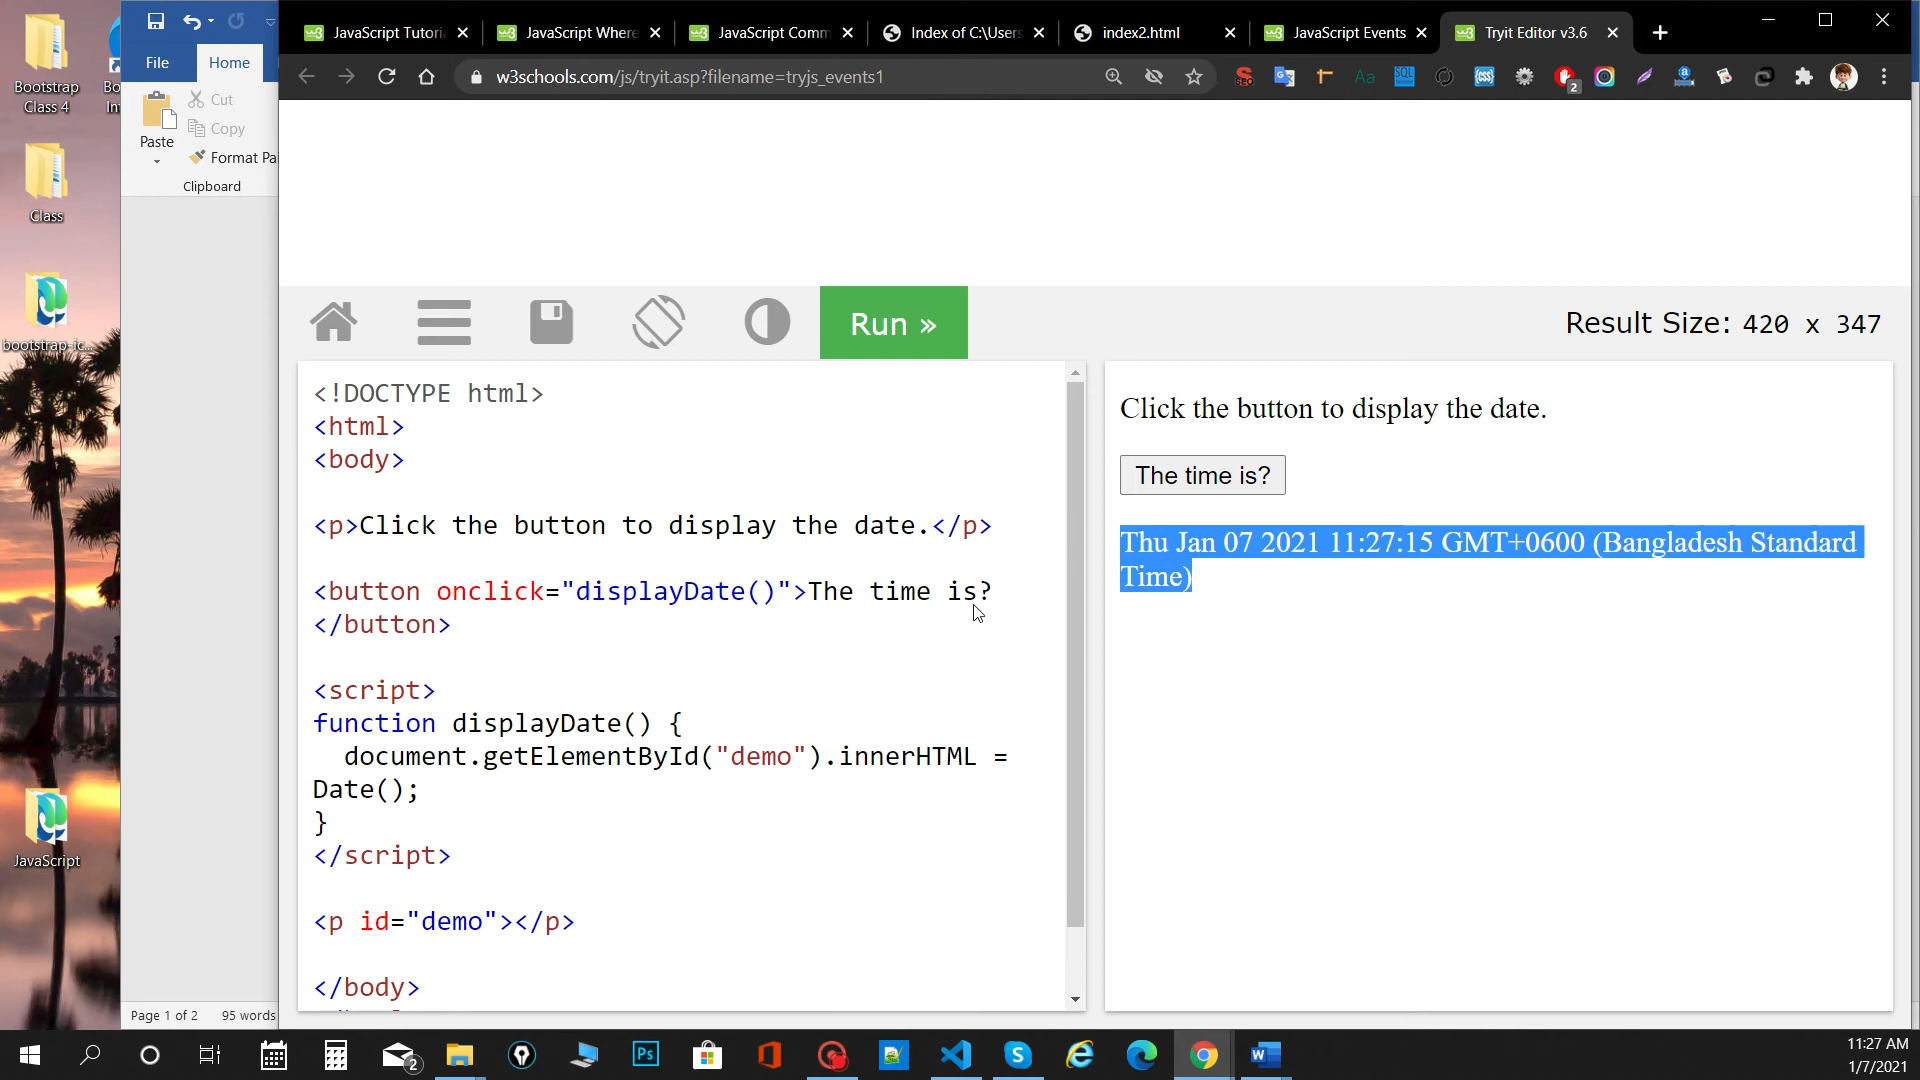 Bootstrap
Class 4
Class
JavaScript
File
Home
Paste
Cut
Copy
Clipboard
Page 1 of 2
95 words
JavaScript Tutori
JavaScript Where
JavaScript Comm
Index of C:\Users
index2.html
JavaScript Events
Tryit Editor v3.6
w3schools.com/js/tryit.asp?filename=tryjs_events1
Run »
Result Size: 420 x 347
<!DOCTYPE html>
<html>
<body>
<p>Click the button to display the date.</p>
<button onclick="displayDate()">The time is?
</button>
<script>
function displayDate() {
document.getElementById("demo").innerHTML =
Date();
}
</script>
<p id="demo"></p>
</body>
Click the button to display the date.
The time is?
Thu Jan 07 2021 11:27:15 GMT+0600 (Bangladesh Standard
Time)
11:27 AM
1/7/2021